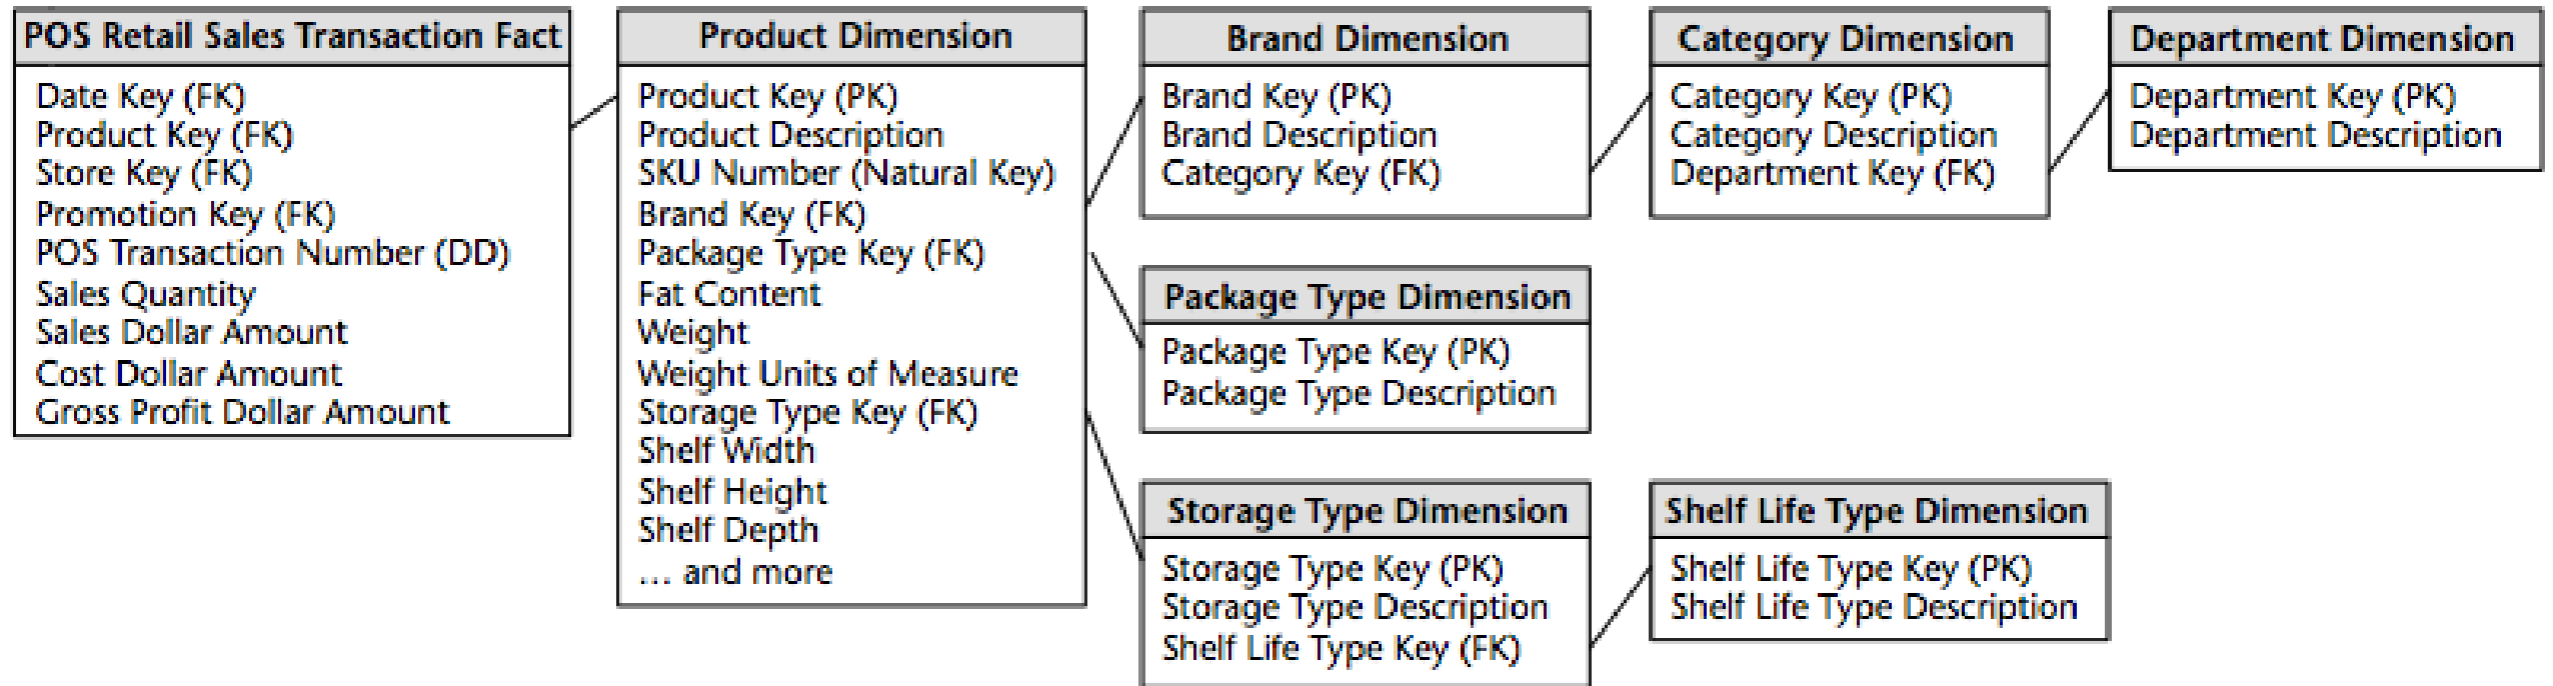 POS Retail Sales Transaction Fact
Date Key (FK)
Product Key (FK)
Store Key (FK)
Promotion Key (FK)
POS Transaction Number (DD)
Sales Quantity
Sales Dollar Amount
Cost Dollar Amount
Gross Profit Dollar Amount
Product Dimension
Product Key (PK)
Product Description
SKU Number (Natural Key)
Brand Key (FK)
Package Type Key (FK)
Fat Content
Weight
Weight Units of Measure
Storage Type Key (FK)
Shelf Width
Shelf Height
Shelf Depth
... and more
Brand Dimension
Brand Key (PK)
Brand Description
Category Key (FK)
Category Dimension
Category Key (PK)
Category Description
Department Key (FK)
Department Dimension
Department Key (PK)
Department Description
Package Type Dimension
Package Type Key (PK)
Package Type Description
Storage Type Dimension
Storage Type Key (PK)
Storage Type Description
Shelf Life Type Key (FK)
Shelf Life Type Dimension
Shelf Life Type Key (PK)
Shelf Life Type Description